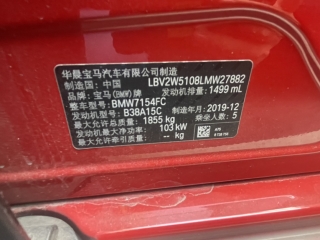 华晨宝马汽车有限公司制造
制造国：中国 LBV2W5108LMW27882
品牌：宝马(BMW)牌 发动机排量：1499 mL
整车型号：BMW7154FC
发动机型号：B38A15C 制造年月：2019-12
最大允许总质量：1855 kg 乘坐人数：5
发动机最大净功率：103 kW
最大允许牵引质量：— kg